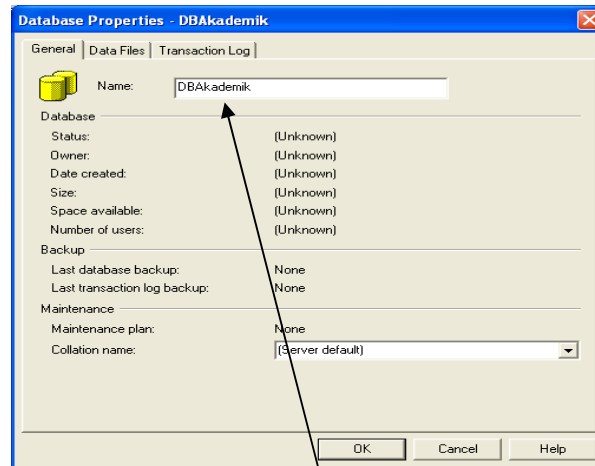 Database Properties - DBAkademik
General Data Files Transaction Log
Name: DBAkademik
Database
Status: (Unknown)
Owner: (Unknown)
Date created: (Unknown)
Size: (Unknown)
Space available: (Unknown)
Number of users: (Unknown)
Backup
Last database backup: None
Last transaction log backup: None
Maintenance
Maintenance plan: None
Collation name: (Server default)
OK Cancel Help